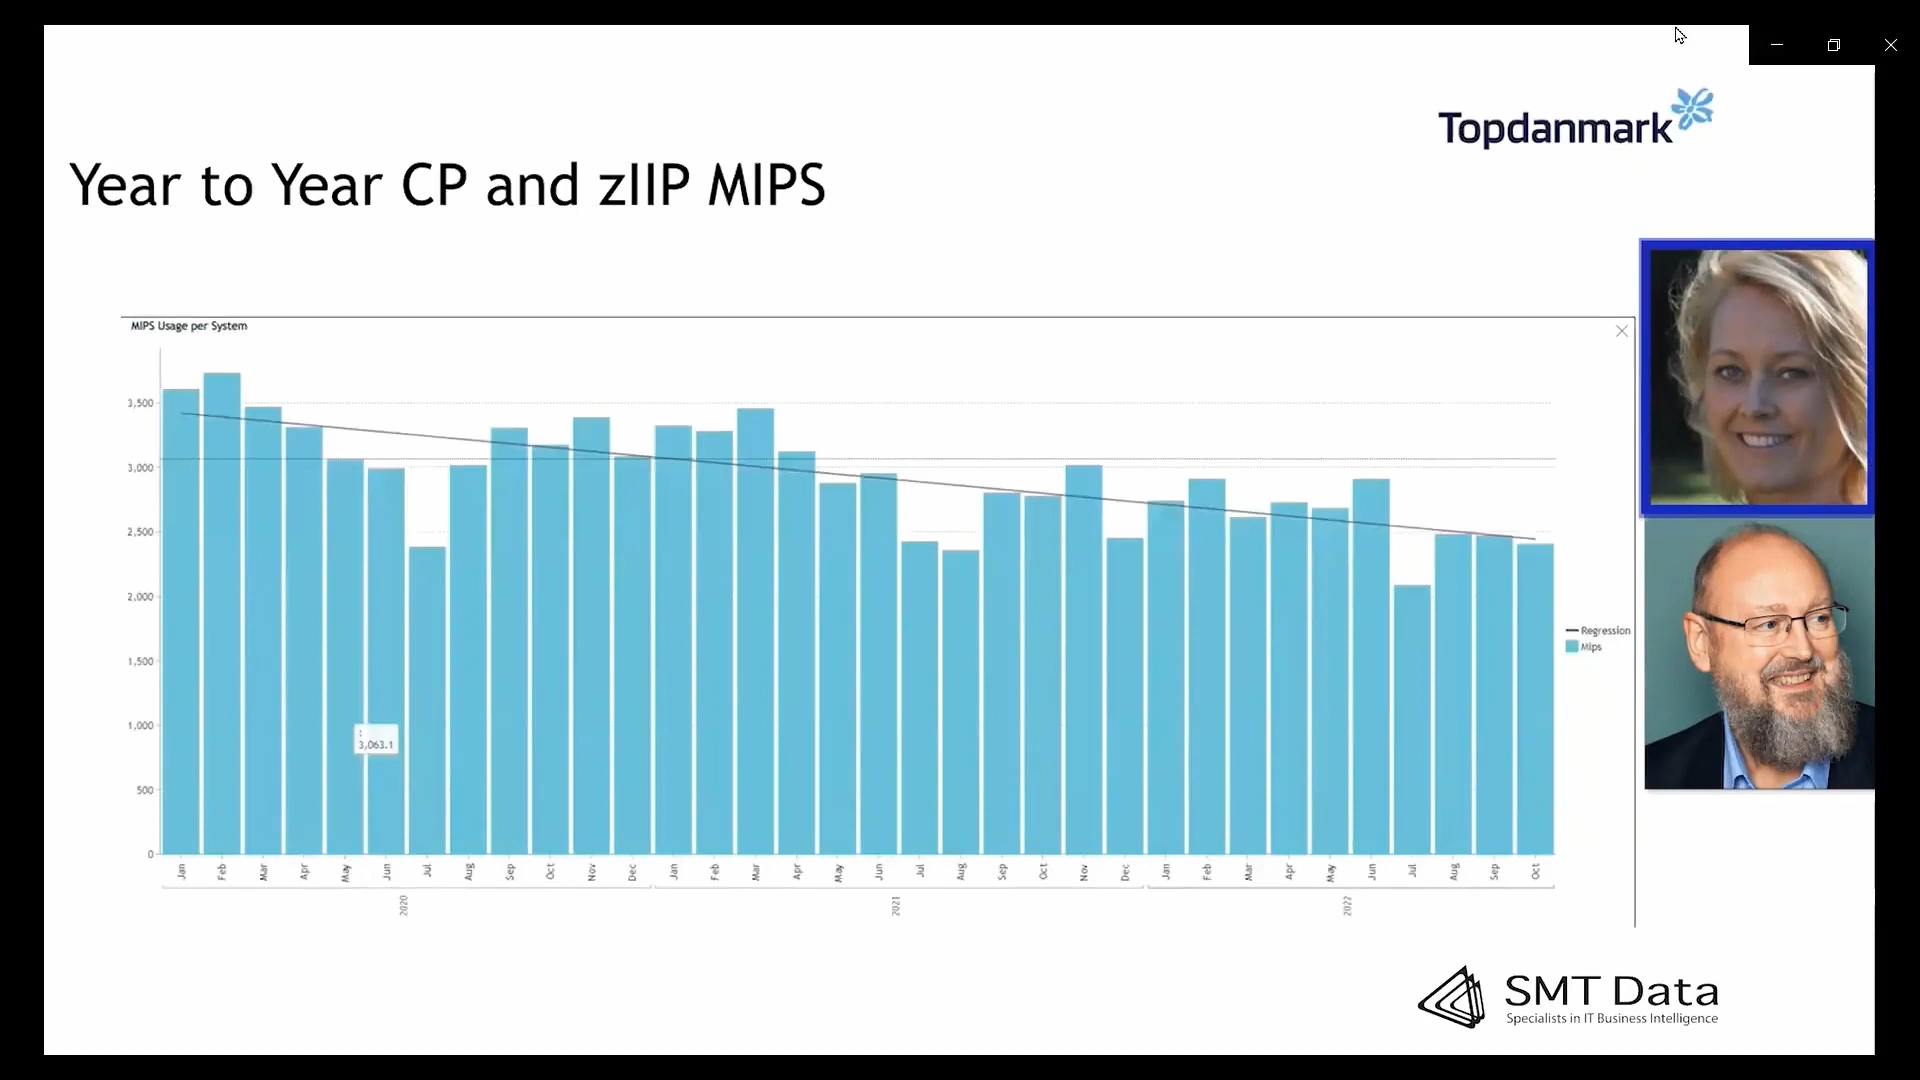 Topdanmark
Year to Year CP and zIIP MIPS
MIPS Usage per System
3,500
3,000
2,500
2,000
1,500
1,000
500
0
:
3,063.1
Regression
Mips
Jan Feb Mar Apr May Jun Jul Aug Sep Oct Nov Dec Jan Feb Mar Apr May Jun Jul Aug Sep Oct Nov Dec Jan Feb Mar Apr May Jun Jul Aug Sep Oct
2020 2021 2022
SMT Data
Specialists in IT Business Intelligence